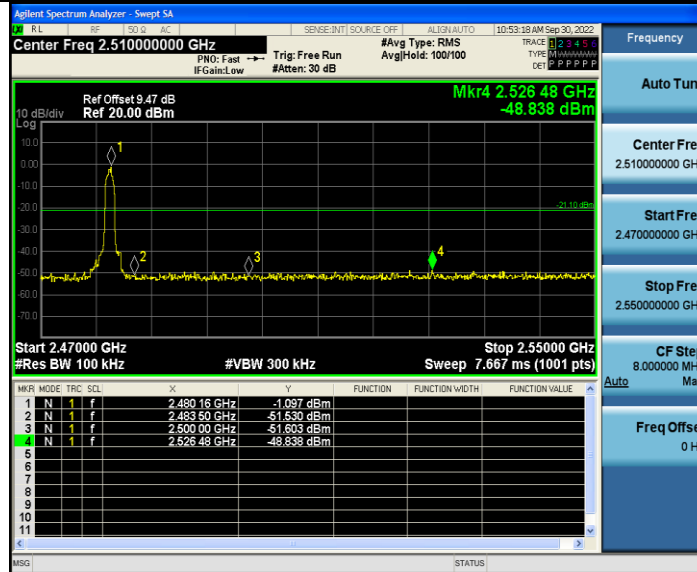 Agilent Spectrum Analyzer - Swept SA
RL RF 50 Ω AC SENSE:INT SOURCE OFF ALIGNAUTO 10:53:18 AM Sep 30, 2022
Center Freq 2.510000000 GHz
PNO: Fast
IFGain:Low
Trig: Free Run
#Atten: 30 dB
#Avg Type: RMS
Avg|Hold: 100/100
TRACE 1 2 3 4 5 6
TYPE M
DET P P P P P P
Ref Offset 9.47 dB
Ref 20.00 dBm
10 dB/div
Log
Mkr4 2.526 48 GHz
-48.838 dBm
10.0
0.00
-10.0
-20.0
-30.0
-40.0
-50.0
-60.0
-70.0
1
2
3
4
-21.10 dBm
Start 2.47000 GHz
Stop 2.55000 GHz
#Res BW 100 kHz
#VBW 300 kHz
Sweep 7.667 ms (1001 pts)
MKR MODE TRC SCL X Y FUNCTION FUNCTION WIDTH FUNCTION VALUE
1 N 1 f 2.480 16 GHz -1.097 dBm
2 N 1 f 2.483 50 GHz -51.530 dBm
3 N 1 f 2.500 00 GHz -51.603 dBm
4 N 1 f 2.526 48 GHz -48.838 dBm
5
6
7
8
9
10
11
MSG STATUS
Frequency
Auto Tun
Center Fre
2.510000000 GH
Start Fre
2.470000000 GH
Stop Fre
2.550000000 GH
CF Ste
8.000000 MH
Auto Ma
Freq Offse
0 H